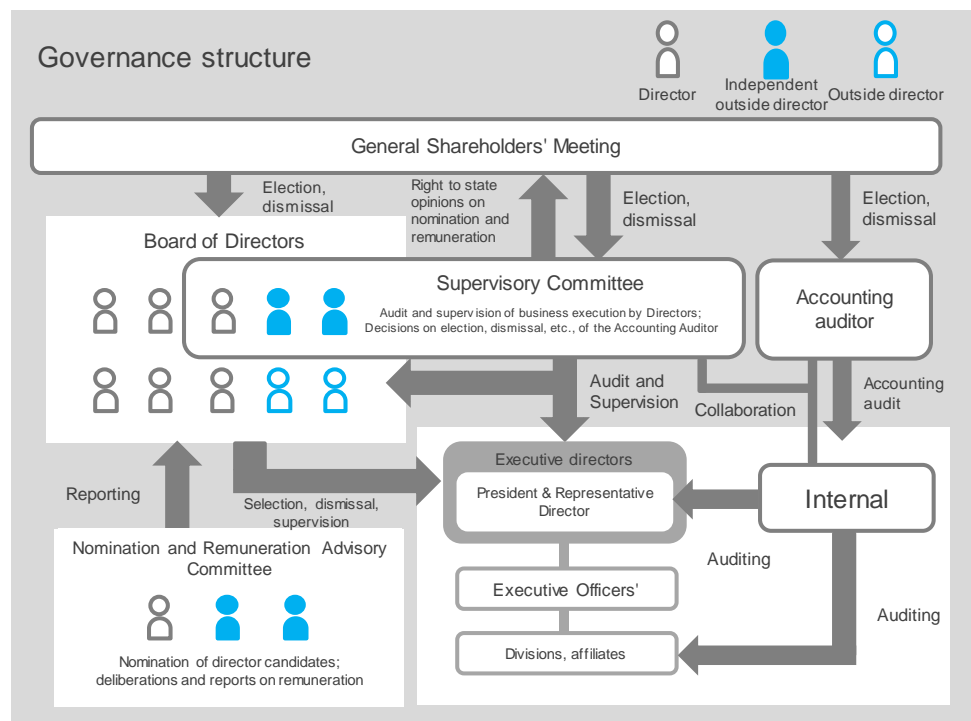 Governance structure
Director
Independent
outside director
Outside director
General Shareholders' Meeting
Election,
dismissal
Right to state
opinions on
nomination and
remuneration
Election,
dismissal
Election,
dismissal
Board of Directors
Supervisory Committee
Audit and supervision of business execution by Directors;
Decisions on election, dismissal, etc., of the Accounting Auditor
Accounting
auditor
Audit and
Supervision
Collaboration
Accounting
audit
Reporting
Selection, dismissal,
supervision
Executive directors
President & Representative
Director
Internal
Nomination and Remuneration Advisory
Committee
Auditing
Executive Officers'
Auditing
Nomination of director candidates;
deliberations and reports on remuneration
Divisions, affiliates